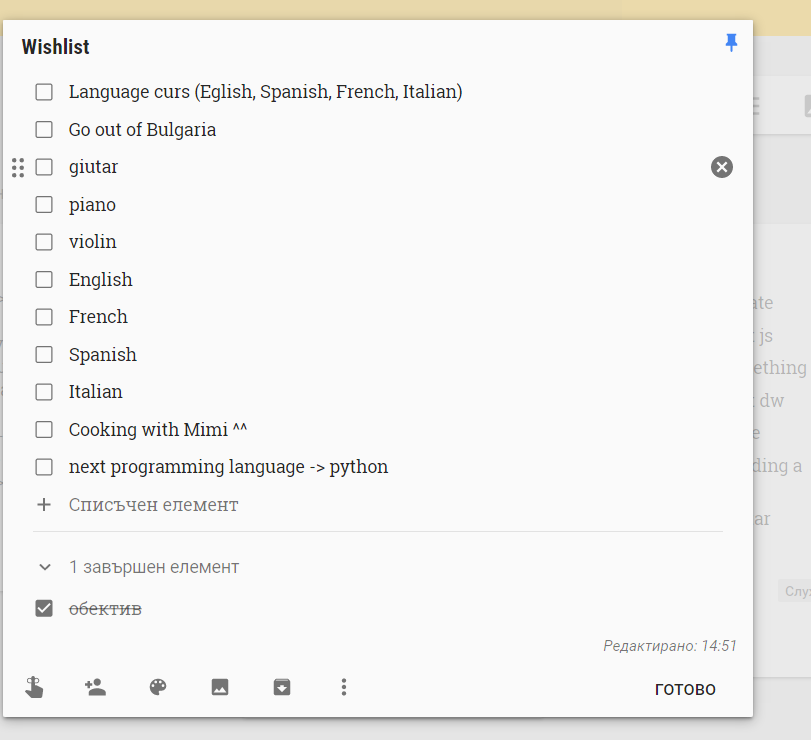 Wishlist
Language curs (Eglish, Spanish, French, Italian)
Go out of Bulgaria
giutar
piano
violin
English
French
Spanish
Italian
Cooking with Mimi ^^
next programming language -> python
Списъчен елемент
1 завършен елемент
обектив
Редактирано: 14:51
ГОТОВО
ate
js
ething
dw
e
ding a
ar